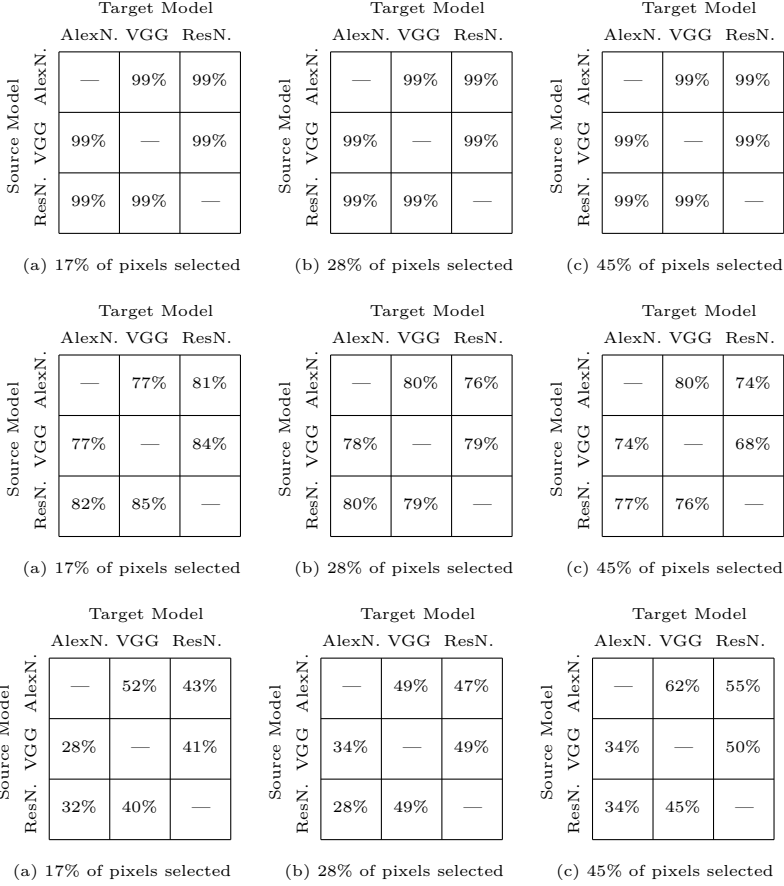 Target Model Target Model Target Model
AlexN. VGG ResN. AlexN. VGG ResN. AlexN. VGG ResN.
Source Model Source Model Source Model
AlexN. — 99% 99% AlexN. — 99% 99% AlexN. — 99% 99%
VGG 99% — 99% VGG 99% — 99% VGG 99% — 99%
ResN. 99% 99% — ResN. 99% 99% — ResN. 99% 99% —
(a) 17% of pixels selected (b) 28% of pixels selected (c) 45% of pixels selected
Target Model Target Model Target Model
AlexN. VGG ResN. AlexN. VGG ResN. AlexN. VGG ResN.
Source Model Source Model Source Model
AlexN. — 77% 81% AlexN. — 80% 76% AlexN. — 80% 74%
VGG 77% — 84% VGG 78% — 79% VGG 74% — 68%
ResN. 82% 85% — ResN. 80% 79% — ResN. 77% 76% —
(a) 17% of pixels selected (b) 28% of pixels selected (c) 45% of pixels selected
Target Model Target Model Target Model
AlexN. VGG ResN. AlexN. VGG ResN. AlexN. VGG ResN.
Source Model Source Model Source Model
AlexN. — 52% 43% AlexN. — 49% 47% AlexN. — 62% 55%
VGG 28% — 41% VGG 34% — 49% VGG 34% — 50%
ResN. 32% 40% — ResN. 28% 49% — ResN. 34% 45% —
(a) 17% of pixels selected (b) 28% of pixels selected (c) 45% of pixels selected